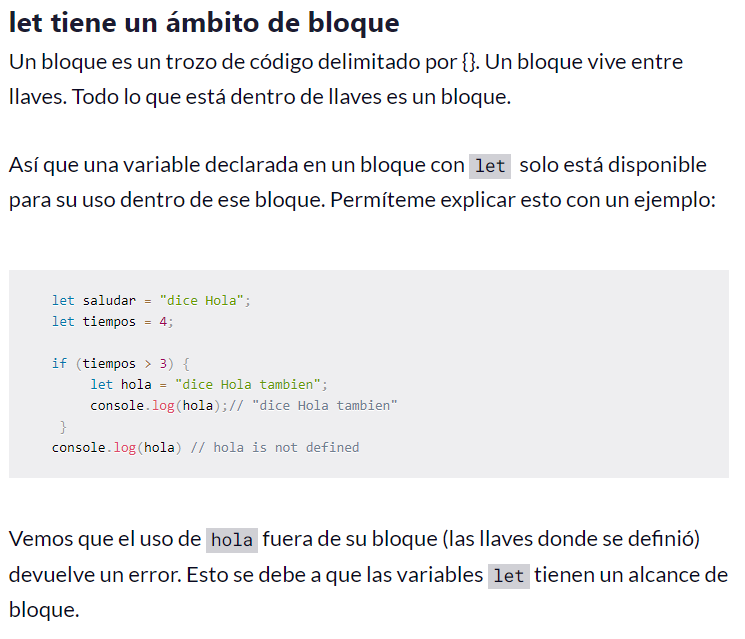 let tiene un ámbito de bloque
Un bloque es un trozo de código delimitado por {}. Un bloque vive entre
llaves. Todo lo que está dentro de llaves es un bloque.
Así que una variable declarada en un bloque con let solo está disponible
para su uso dentro de ese bloque. Permíteme explicar esto con un ejemplo:
let saludar = "dice Hola";
let tiempos = 4;
if (tiempos > 3) {
let hola = "dice Hola tambien";
console.log(hola);// "dice Hola tambien"
}
console.log(hola) // hola is not defined
Vemos que el uso de hola fuera de su bloque (las llaves donde se definió)
devuelve un error. Esto se debe a que las variables let tienen un alcance de
bloque.